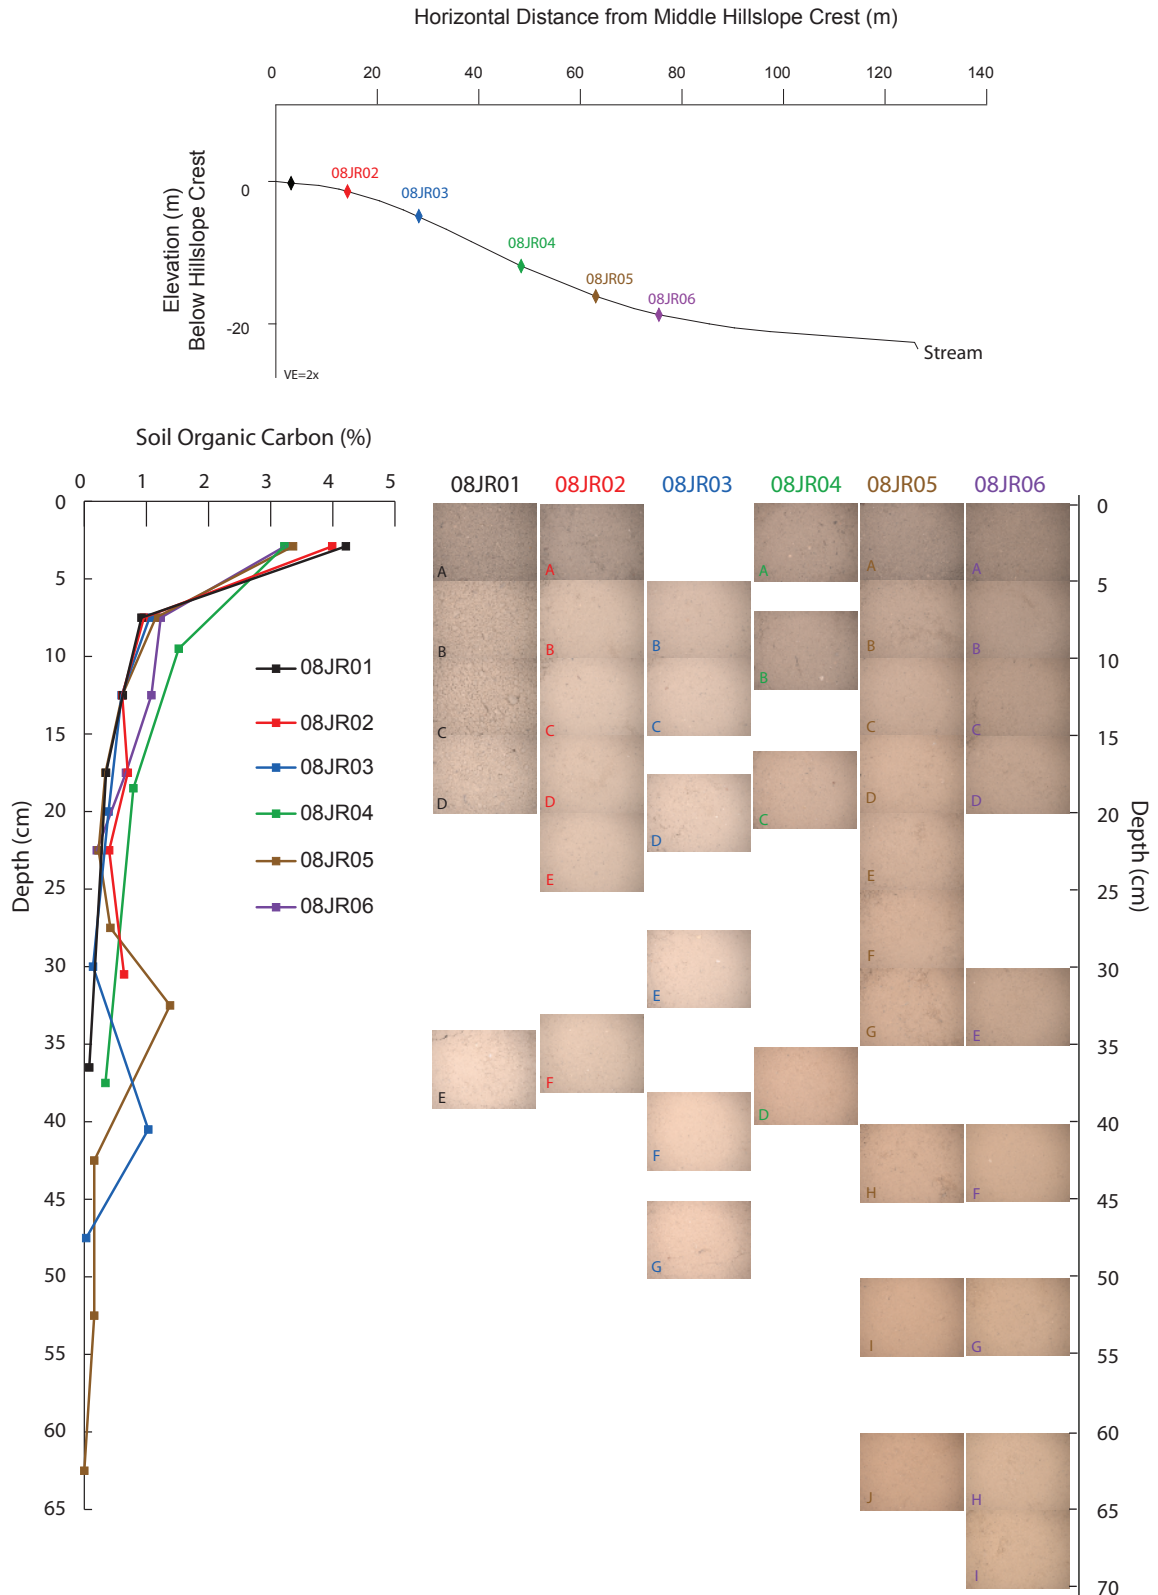 Horizontal Distance from Middle Hillslope Crest (m)
0 20 40 60 80 100 120 140
Elevation (m)
Below Hillslope Crest
0
-20
08JR02
08JR03
08JR04
08JR05
08JR06
Stream
VE=2x
Soil Organic Carbon (%)
0 1 2 3 4 5
Depth (cm)
0
5
10
15
20
25
30
35
40
45
50
55
60
65
08JR01
08JR02
08JR03
08JR04
08JR05
08JR06
08JR01 08JR02 08JR03 08JR04 08JR05 08JR06
A
B
C
D
E
A
B
C
D
E
F
B
C
D
E
F
G
A
B
C
D
A
B
C
D
E
F
G
H
I
J
A
B
C
D
E
F
G
H
I
0
5
10
15
20
25
30
35
40
45
50
55
60
65
70
Depth (cm)